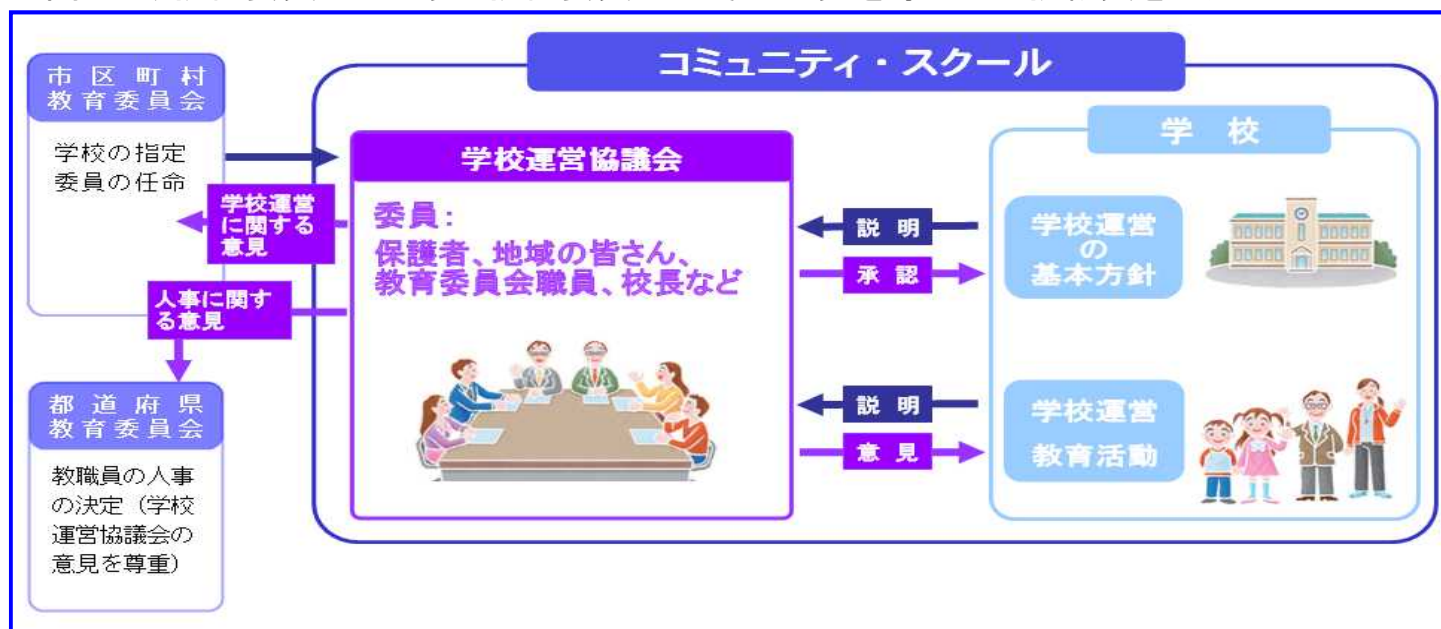 コミュニティ・スクール
市区町村
教育委員会
学校の指定
委員の任命
学校運営
に関する
意見
人事に関す
る意見
都道府県
教育委員会
教職員の人事
の決定（学校
運営協議会の
意見を尊重）
学校運営協議会
委員：
保護者、地域の皆さん、
教育委員会職員、校長など
説明
承認
説明
意見
学校
学校運営
の
基本方針
学校運営
教育活動